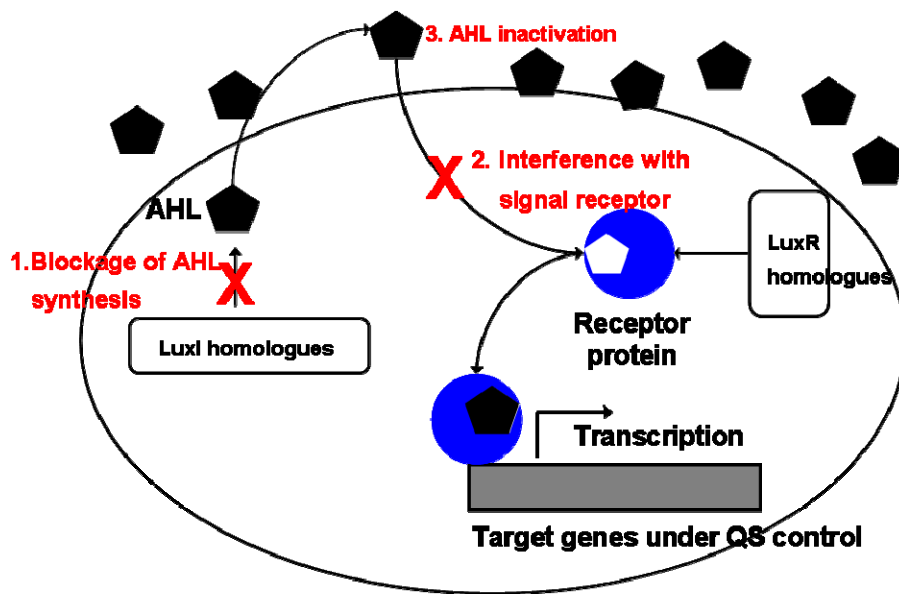 3. AHL inactivation
2. Interference with
signal receptor
AHL
1.Blockage of AHL
synthesis
X
X
LuxI homologues
LuxR
homologues
Receptor
protein
Transcription
Target genes under QS control